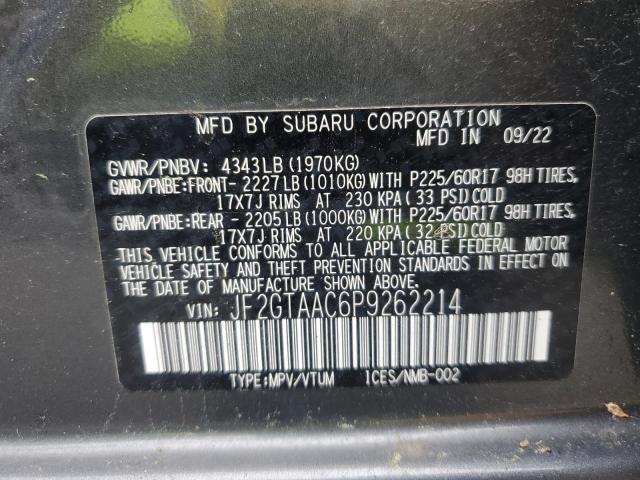 MFD BY SUBARU CORPORATION
MFD IN 09/22
GVWR/PNBV: 4343LB (1970KG)
GAWR/PNBE:FRONT- 2227LB (1010KG)WITH P225/60R17 98H TIRES,
17X7J RIMS AT 230 KPA (33 PSI) COLD
GAWR/PNBE:REAR - 2205LB (1000KG)WITH P225/60R17 98H TIRES,
17X7J RIMS AT 220 KPA (32 PSI) COLD
THIS VEHICLE CONFORMS TO ALL APPLICABLE FEDERAL MOTOR
VEHICLE SAFETY AND THEFT PREVENTION STANDARDS IN EFFECT ON THE
DATE OF MANUFACTURE SHOWN ABOVE.
VIN: JF2GTAAC6P9262214
TYPE:MPV/VTUM 1CES/NMB-002